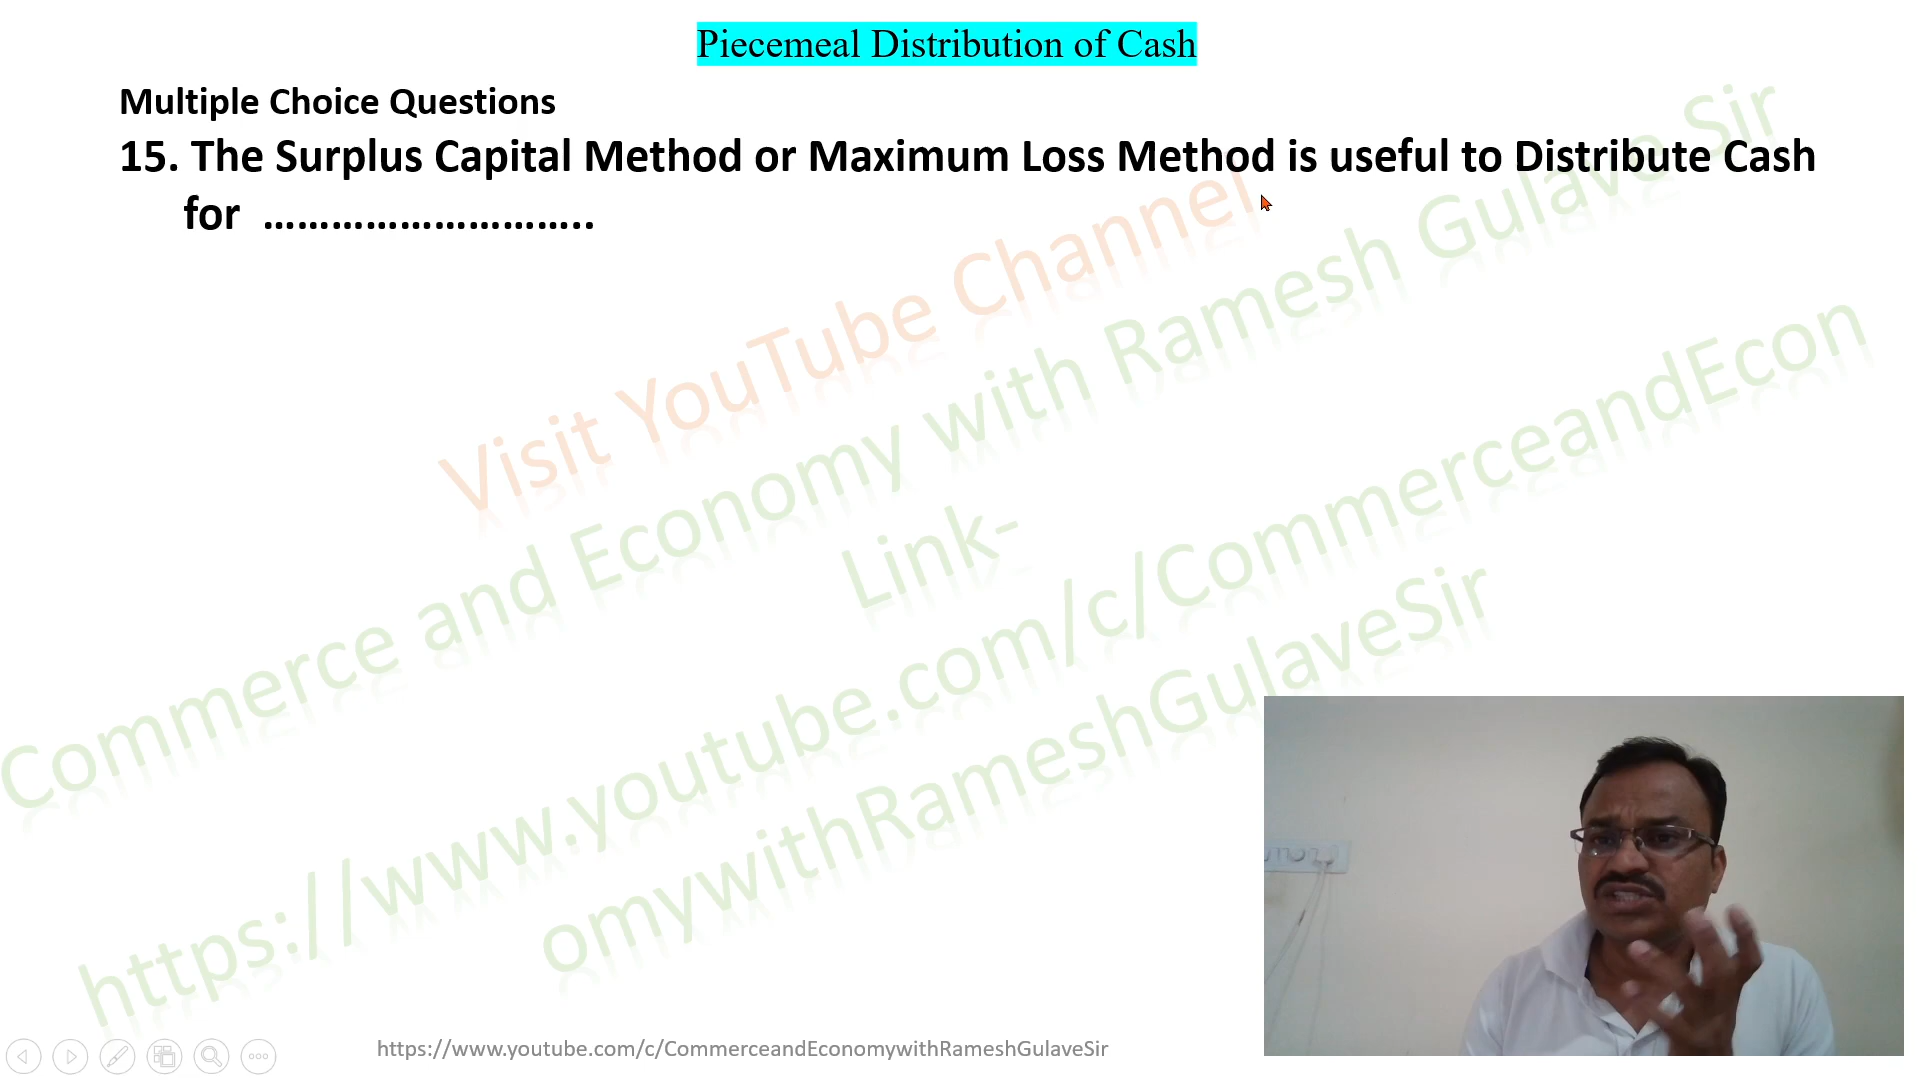 Piecemeal Distribution of Cash
Multiple Choice Questions
15. The Surplus Capital Method or Maximum Loss Method is useful to Distribute Cash
for ………………………..
Visit YouTube Channel
Commerce and Economy with Ramesh Gulave Sir
Link-
https://www.youtube.com/c/CommerceandEcon
omywithRameshGulaveSir
https://www.youtube.com/c/CommerceandEconomywithRameshGulaveSir